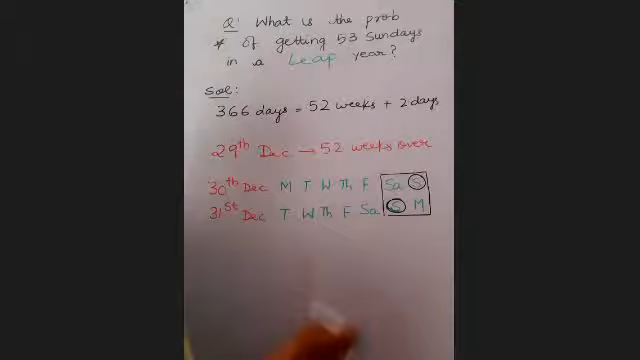 Q: What is the prob
* of getting 53 Sundays
in a Leap year?
Sol:
366 days = 52 weeks + 2 days
29th Dec → 52 weeks over
30th Dec M T W Th F Sa S
31st Dec T W Th F Sa S M